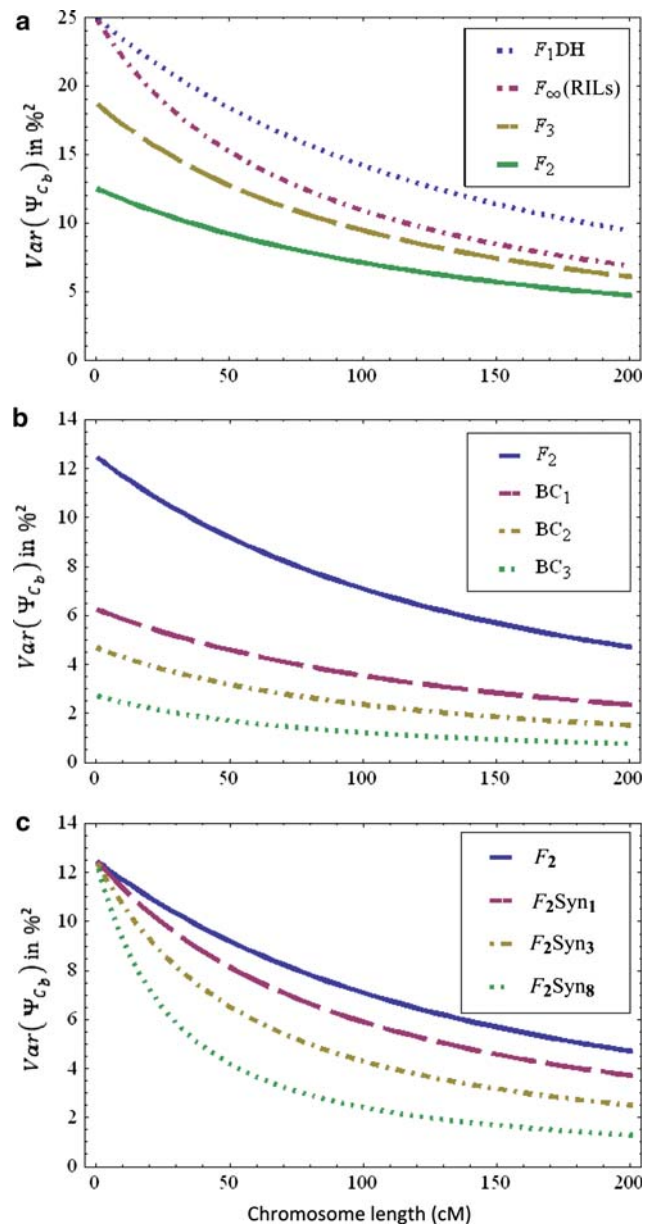 a
25
20
15
10
5
0
Var(Ψ_{C_b}) in %²
F₁DH
F∞(RILs)
F₃
F₂
0 50 100 150 200
b
14
12
10
8
6
4
2
0
Var(Ψ_{C_b}) in %²
F₂
BC₁
BC₂
BC₃
0 50 100 150 200
c
14
12
10
8
6
4
2
0
Var(Ψ_{C_b}) in %²
F₂
F₂Syn₁
F₂Syn₃
F₂Syn₈
0 50 100 150 200
Chromosome length (cM)